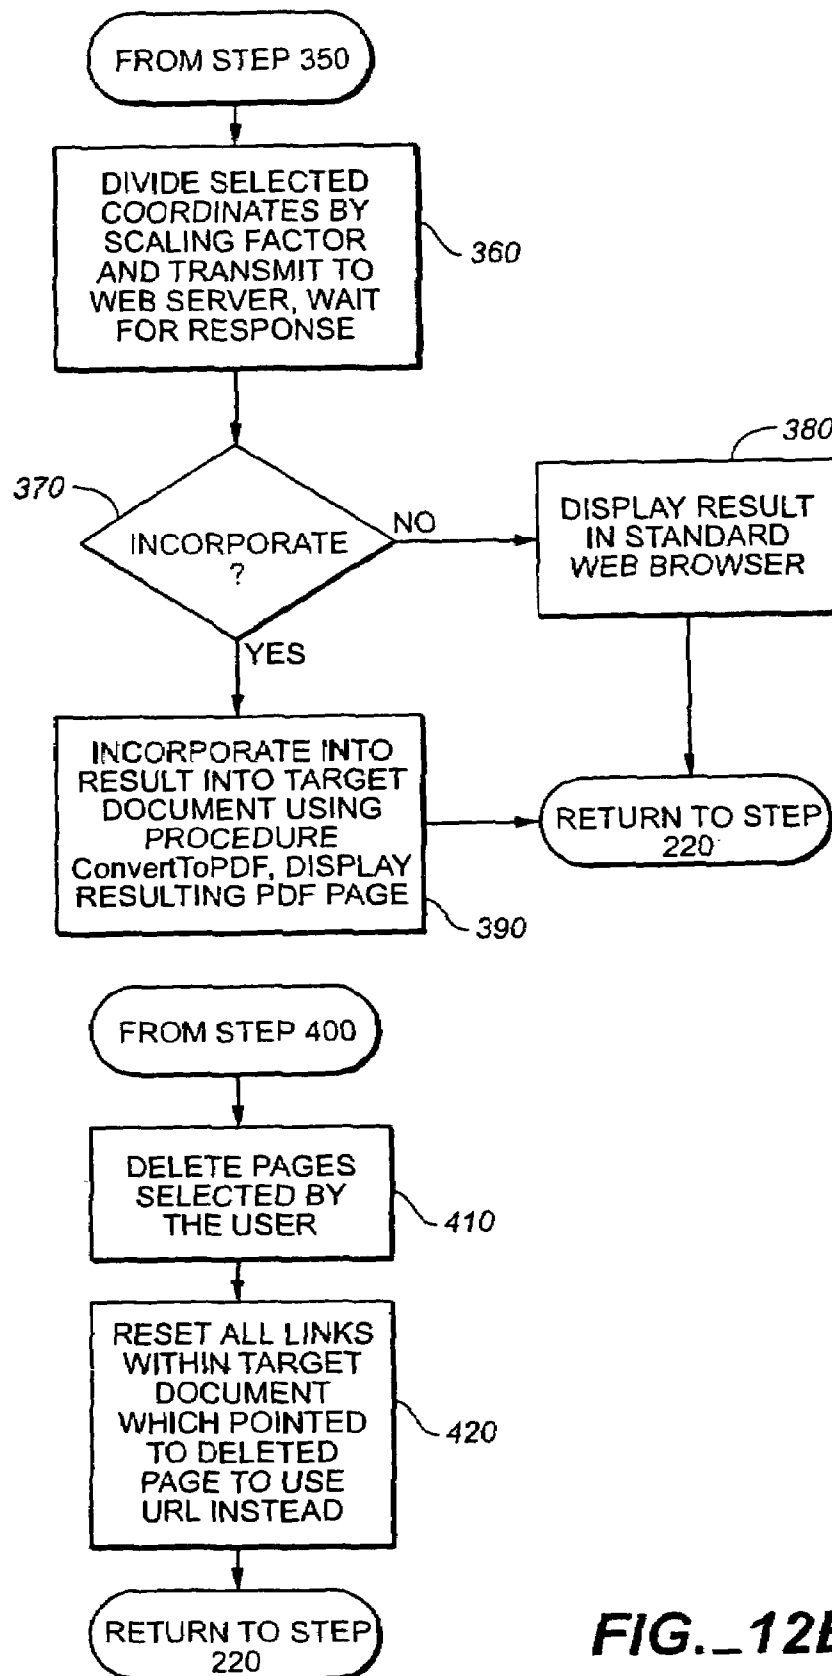 FROM STEP 350
DIVIDE SELECTED
COORDINATES BY
SCALING FACTOR
AND TRANSMIT TO
WEB SERVER, WAIT
FOR RESPONSE
360
370
INCORPORATE
?
NO
YES
380
DISPLAY RESULT
IN STANDARD
WEB BROWSER
INCORPORATE INTO
RESULT INTO TARGET
DOCUMENT USING
PROCEDURE
ConvertToPDF, DISPLAY
RESULTING PDF PAGE
390
RETURN TO STEP
220
FROM STEP 400
DELETE PAGES
SELECTED BY
THE USER
410
RESET ALL LINKS
WITHIN TARGET
DOCUMENT
WHICH POINTED
TO DELETED
PAGE TO USE
URL INSTEAD
420
RETURN TO STEP
220
FIG._12B